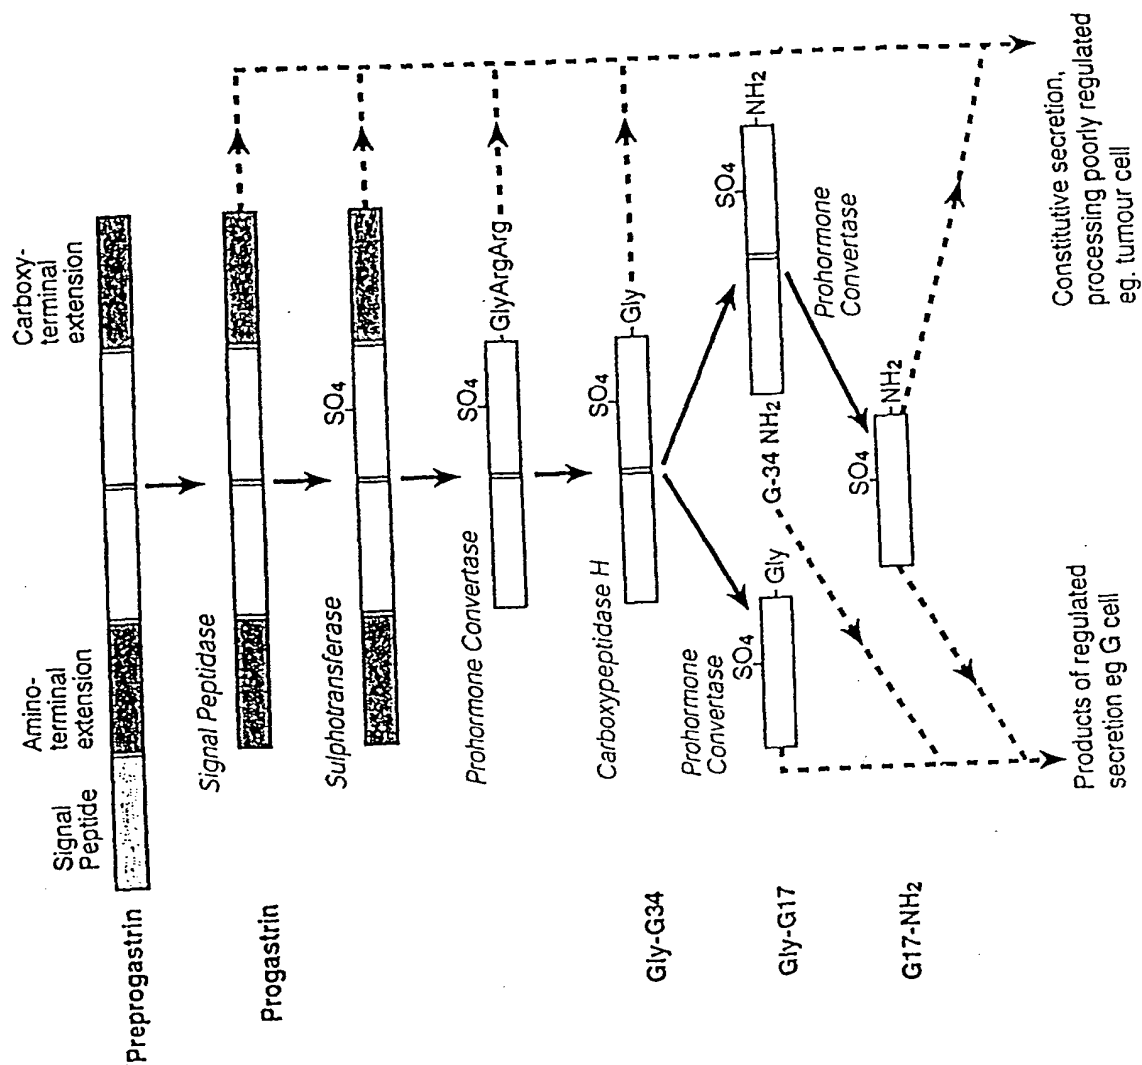 Signal
Peptide
Amino-
terminal
extension
Carboxy-
terminal
extension
Preprogastrin
Signal Peptidase
Progastrin
Sulphotransferase
SO4
Prohormone Convertase
SO4
GlyArgArg
Carboxypeptidase H
SO4
Gly
Gly-G34
Prohormone
Convertase
SO4
Gly
Gly-G17
G-34 NH2
SO4
NH2
Prohormone
Convertase
G17-NH2
SO4
NH2
Products of regulated
secretion eg G cell
Constitutive secretion,
processing poorly regulated
eg. tumour cell